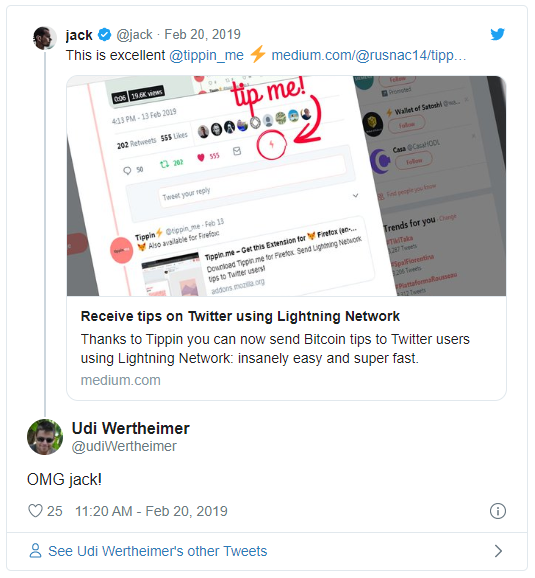 jack @jack · Feb 20, 2019
This is excellent @tippin_me ⚡ medium.com/@rusnac14/tipp…
0:06 19.6K views
tip me!
4:13 PM - 13 Feb 2019
202 Retweets 555 Likes
50 202 555
Tweet your reply
Tippin⚡ @tippin_me · Feb 13
🦊 Also available for Firefox:
Tippin.me – Get this Extension for 🦊 Firefox (en-...
Download Tippin.me for Firefox. Send Lightning Network
tips to Twitter users!
addons.mozilla.org
Promoted
⚡ Wallet of Satoshi
Follow
Casa @CasaHODL
Follow
Find people you know
Trends for you · Change
#TikiTaka
#Sanfiorentina
#PiattaformaRousseau
Receive tips on Twitter using Lightning Network
Thanks to Tippin you can now send Bitcoin tips to Twitter users
using Lightning Network: insanely easy and super fast.
medium.com
Udi Wertheimer
@udiWertheimer
OMG jack!
25 11:20 AM - Feb 20, 2019
See Udi Wertheimer's other Tweets